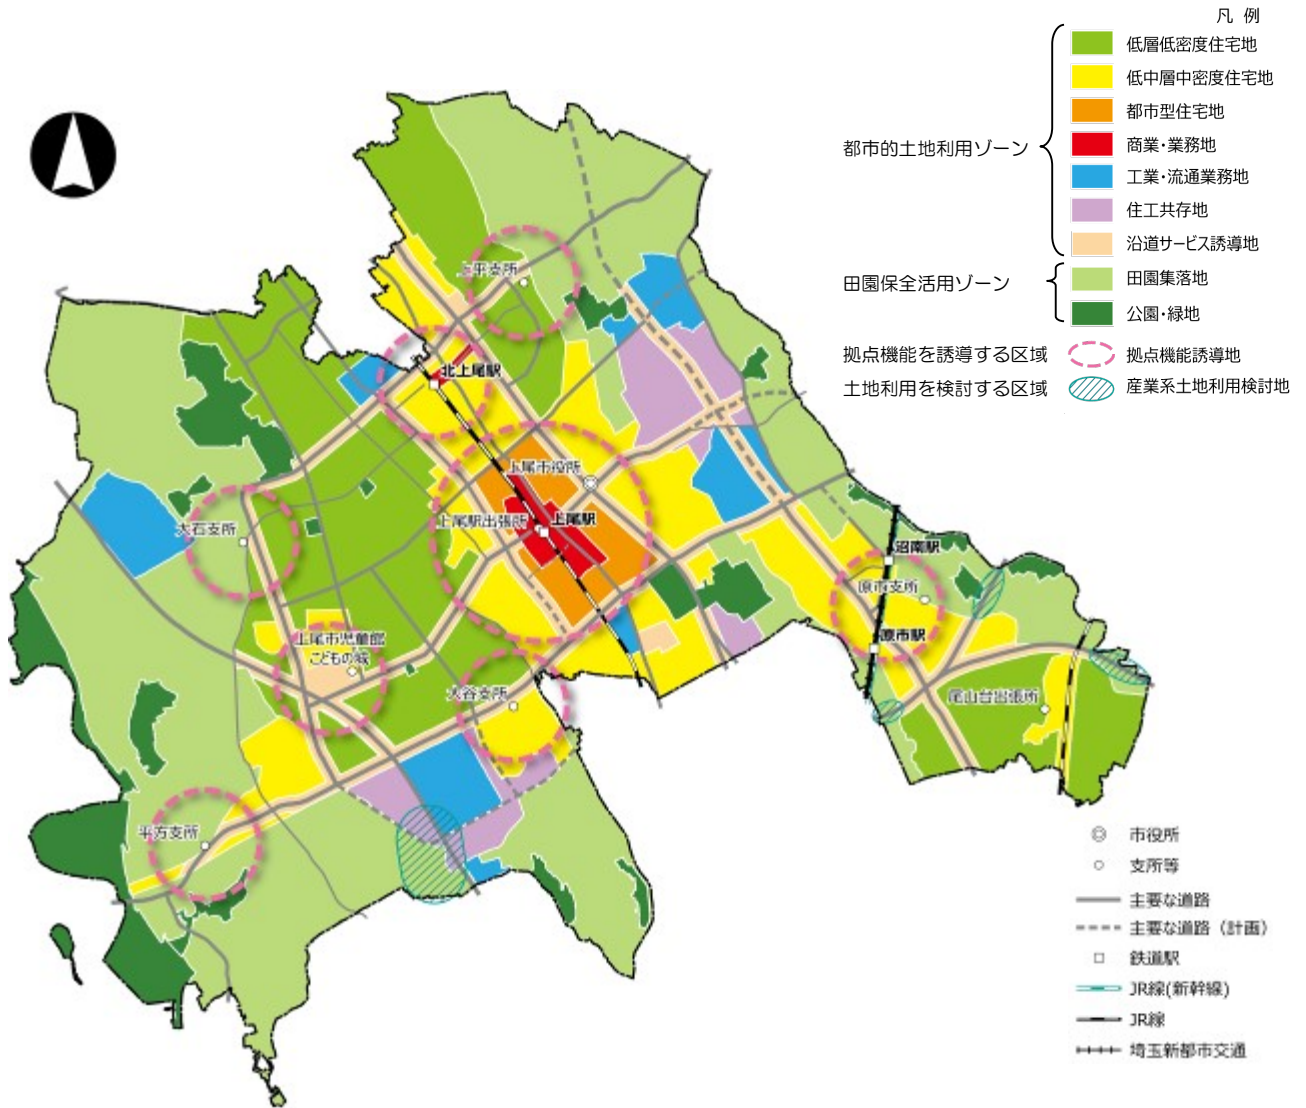 凡 例
低層低密度住宅地
低中層中密度住宅地
都市型住宅地
商業・業務地
工業・流通業務地
住工共存地
沿道サービス誘導地
都市的土地利用ゾーン
田園集落地
公園・緑地
田園保全活用ゾーン
拠点機能を誘導する区域
拠点機能誘導地
土地利用を検討する区域
産業系土地利用検討地
上平支所
北上尾駅
上尾市役所
上尾駅出張所
上尾駅
大石支所
沼南駅
原市支所
原市駅
上尾市児童館
こどもの城
大谷支所
尾山台出張所
平方支所
市役所
支所等
主要な道路
主要な道路（計画）
鉄道駅
JR線(新幹線)
JR線
埼玉新都市交通